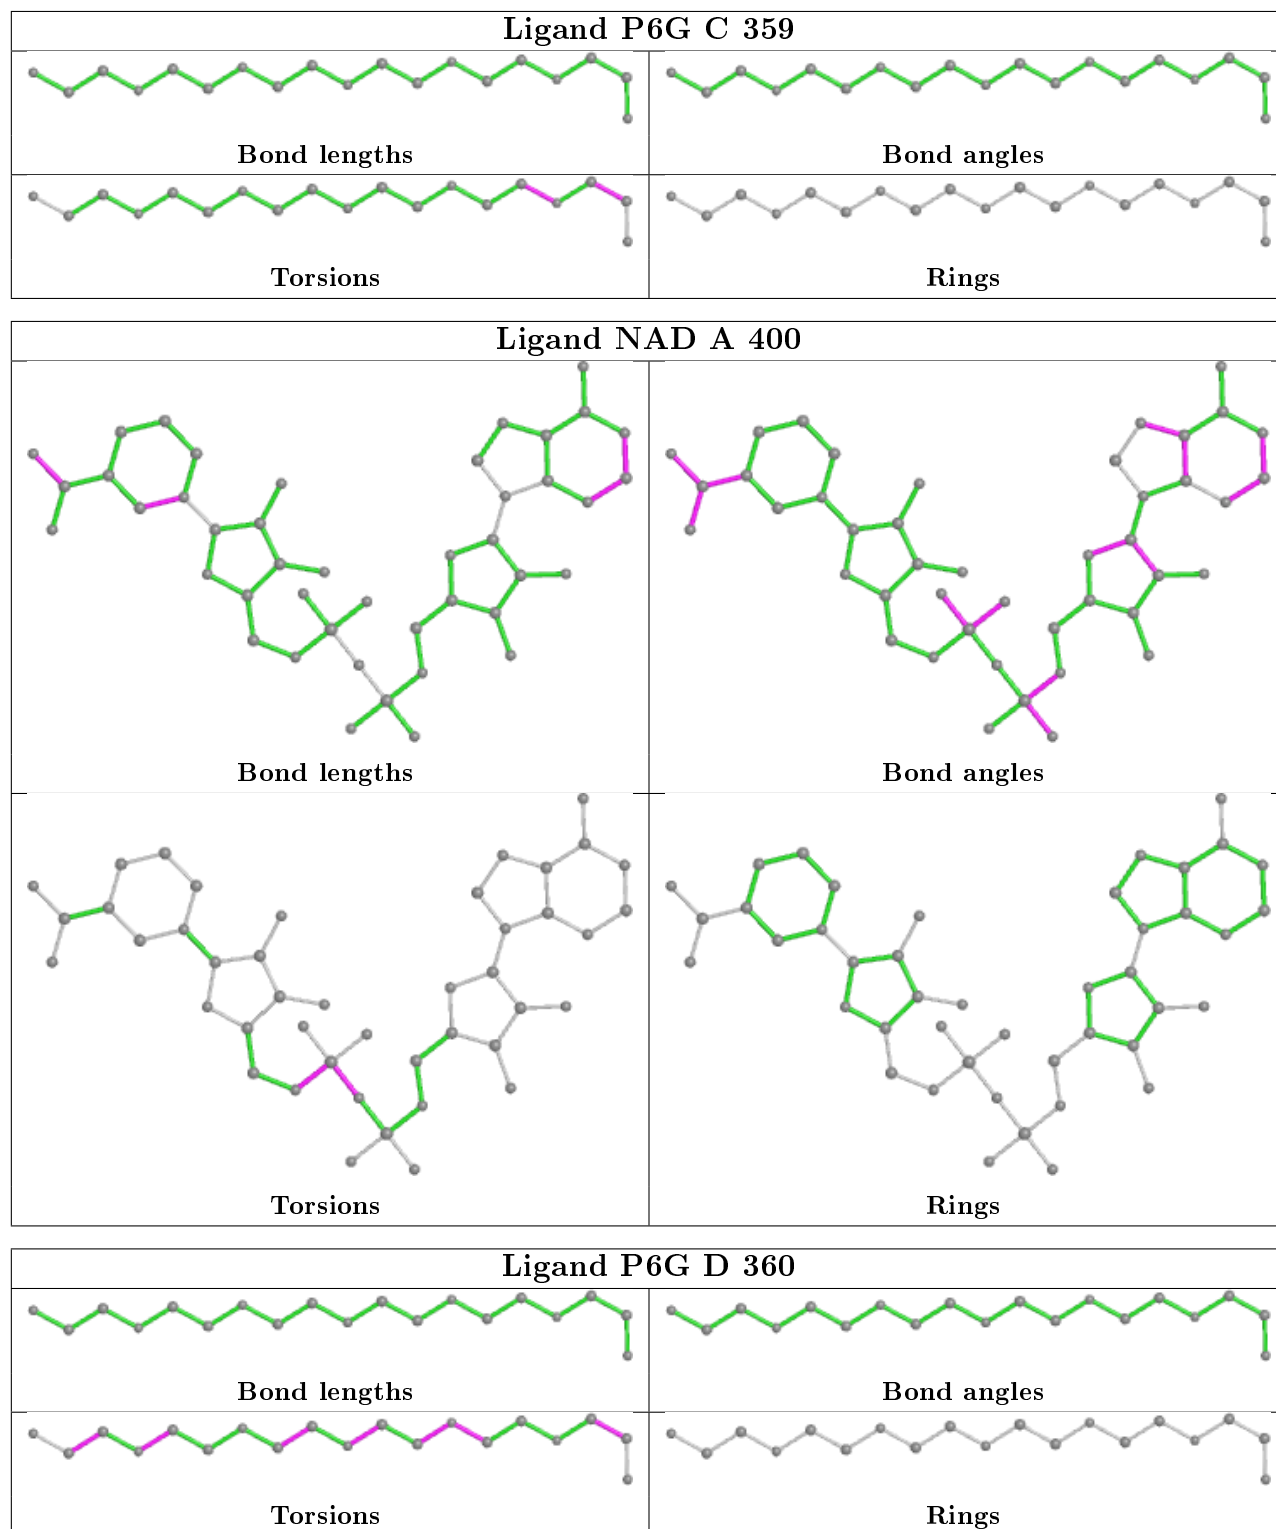 Ligand P6G C 359
Bond lengths
Bond angles
Torsions
Rings
Ligand NAD A 400
Bond lengths
Bond angles
Torsions
Rings
Ligand P6G D 360
Bond lengths
Bond angles
Torsions
Rings